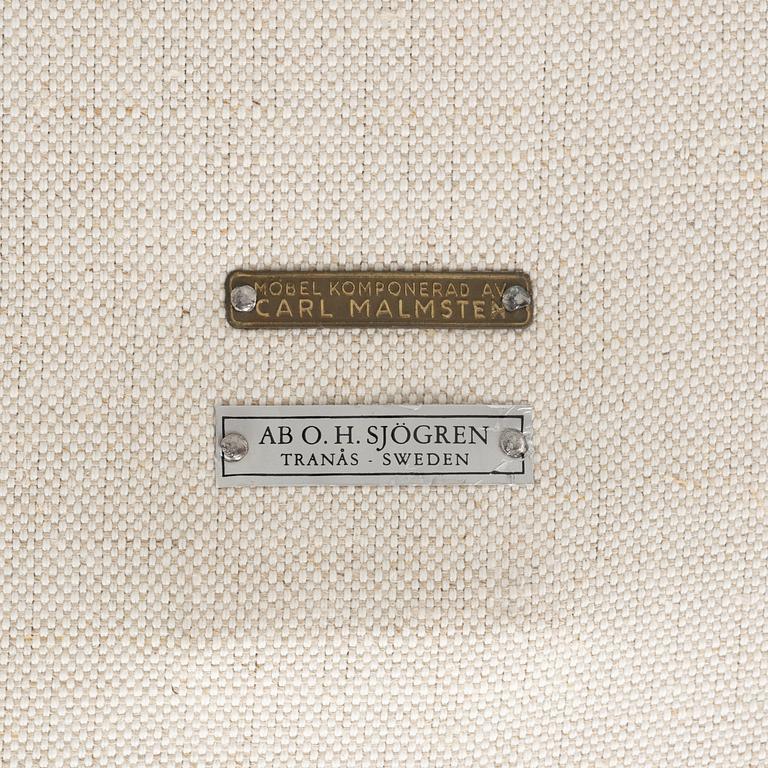 MÖBEL KOMPONERAD AV
CARL MALMSTEN
AB O. H. SJÖGREN
TRANÅS - SWEDEN